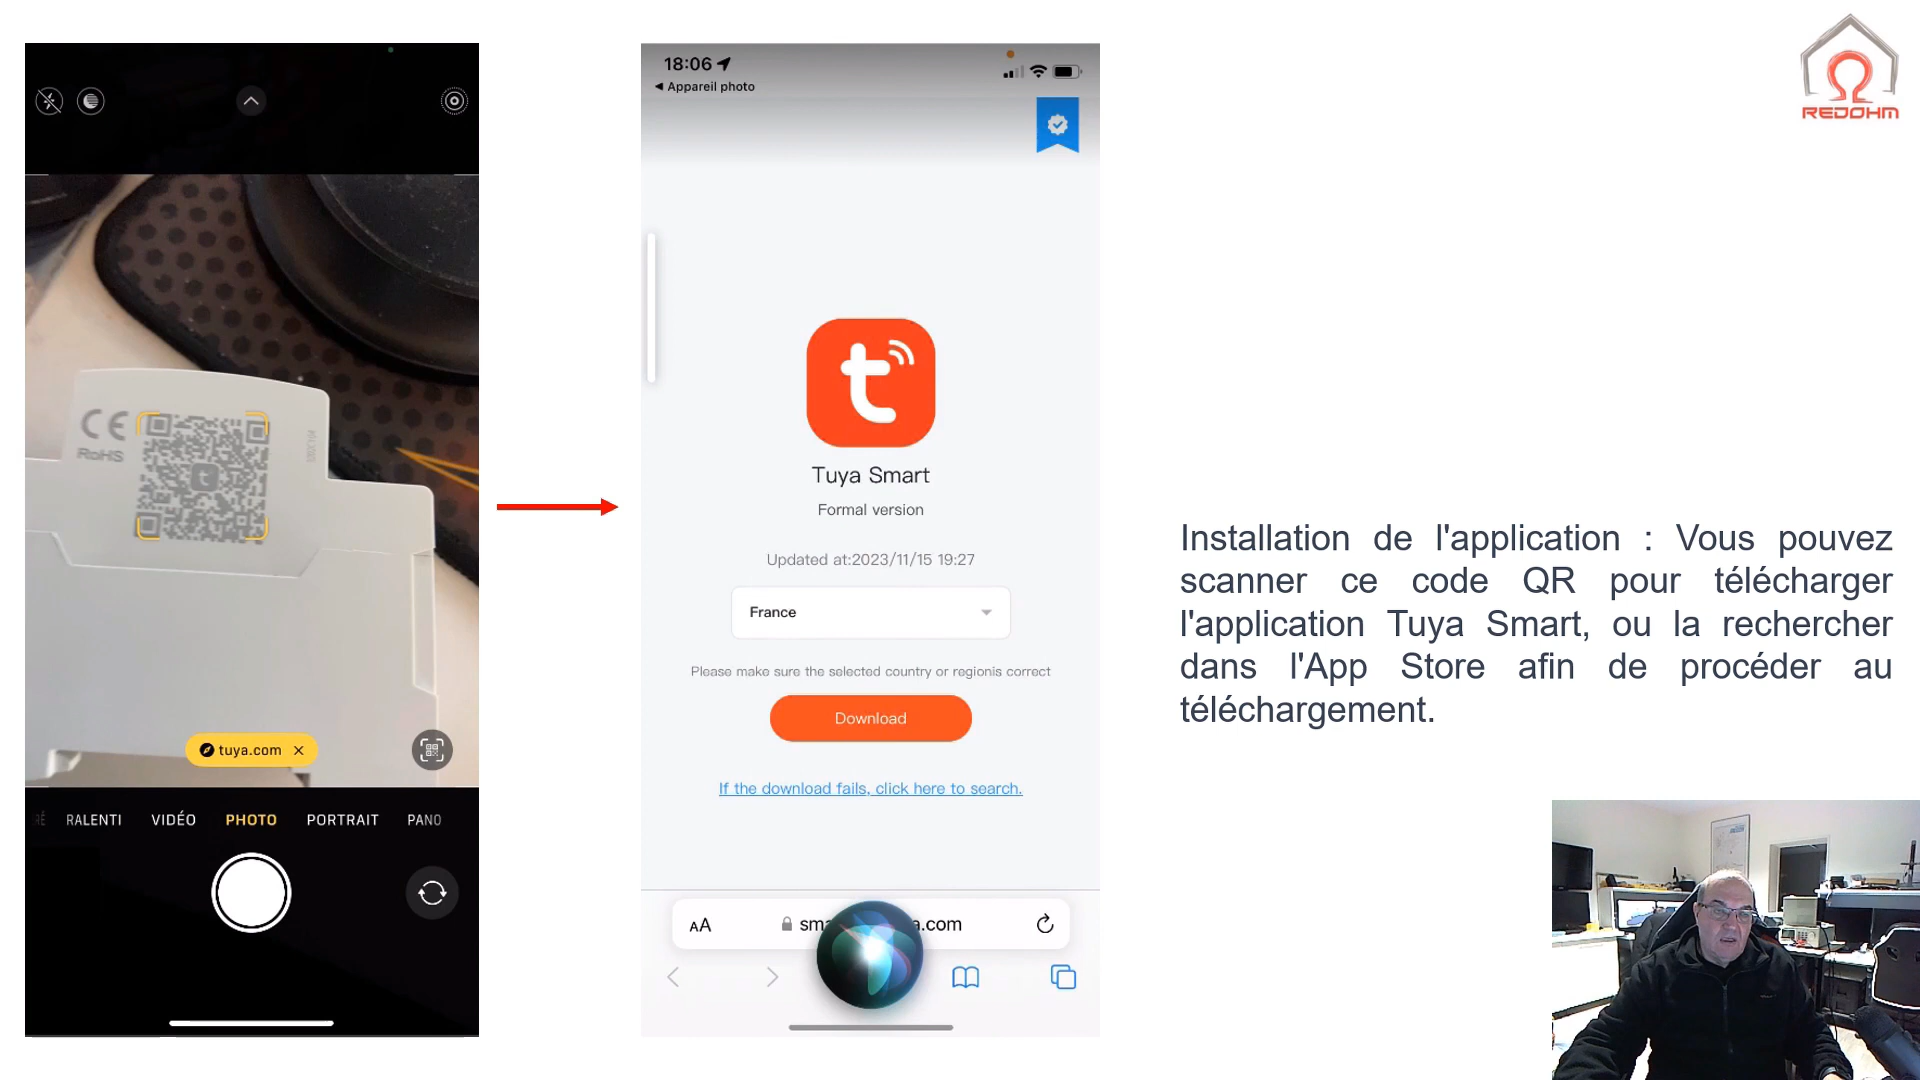 REDOHM
CE
RoHS
tuya.com
RALENTI VIDÉO PHOTO PORTRAIT PANO
18:06
Appareil photo
Tuya Smart
Formal version
Updated at:2023/11/15 19:27
France
Please make sure the selected country or regionis correct
Download
If the download fails, click here to search.
AA
Installation de l'application : Vous pouvez
scanner ce code QR pour télécharger
l'application Tuya Smart, ou la rechercher
dans l'App Store afin de procéder au
téléchargement.